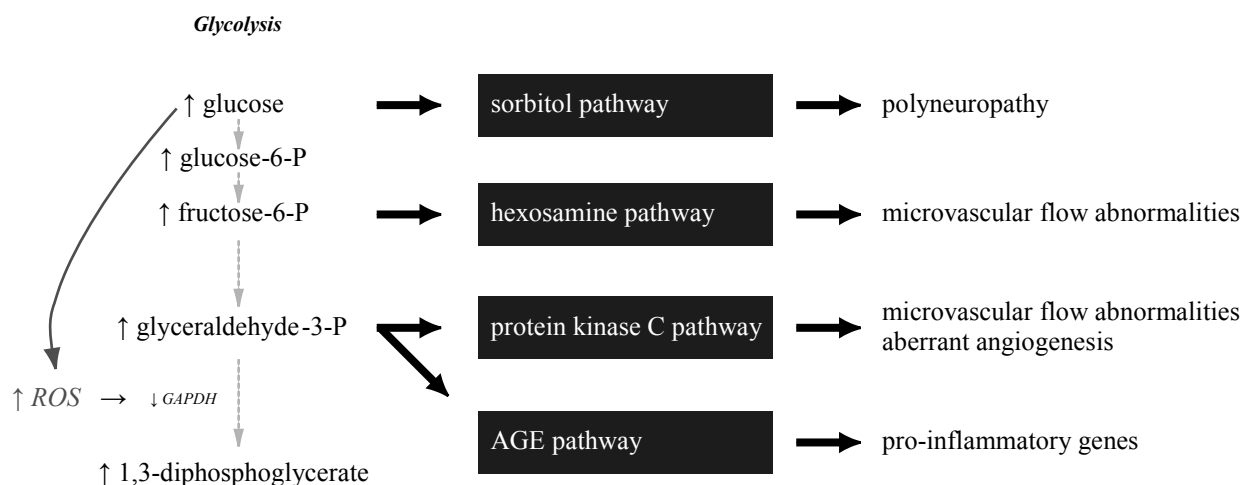 Glycolysis
↑ glucose
sorbitol pathway
polyneuropathy
↑ glucose-6-P
↑ fructose-6-P
hexosamine pathway
microvascular flow abnormalities
↑ glyceraldehyde-3-P
protein kinase C pathway
microvascular flow abnormalities
aberrant angiogenesis
↑ ROS → ↓ GAPDH
AGE pathway
pro-inflammatory genes
↑ 1,3-diphosphoglycerate